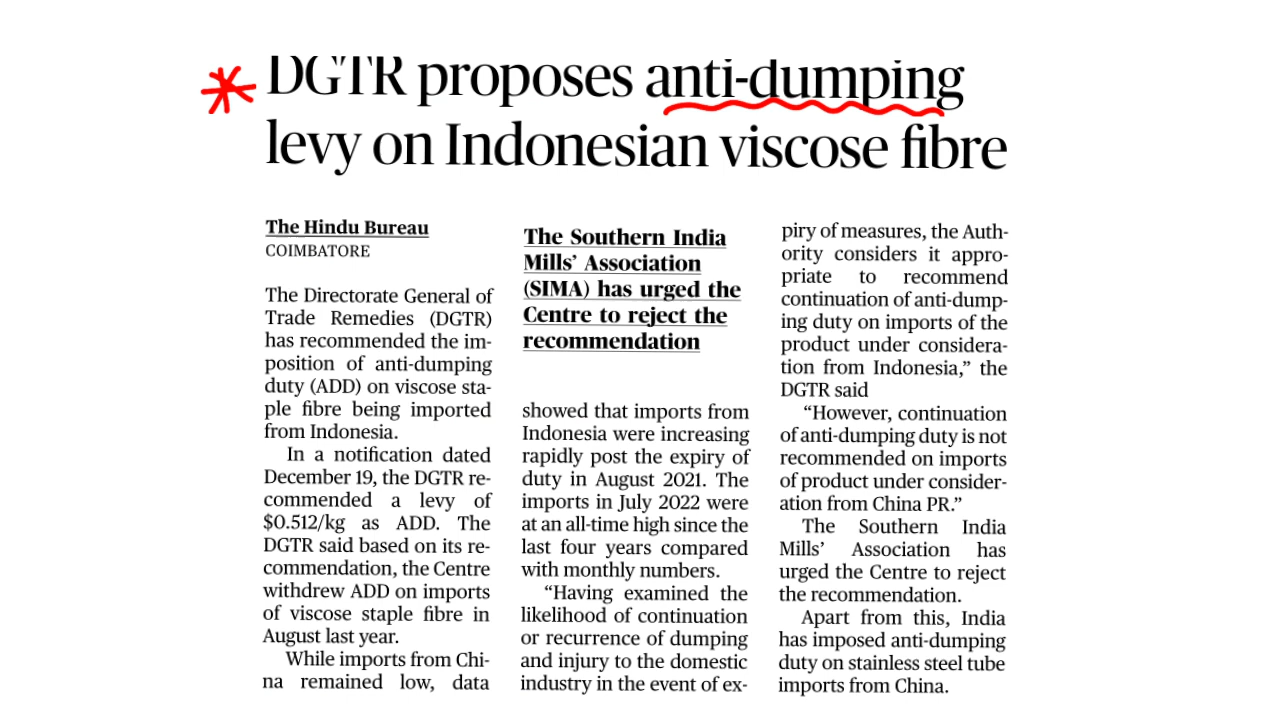 DGTR proposes anti-dumping
levy on Indonesian viscose fibre
The Hindu Bureau
COIMBATORE
The Directorate General of
Trade Remedies (DGTR)
has recommended the im-
position of anti-dumping
duty (ADD) on viscose sta-
ple fibre being imported
from Indonesia.
In a notification dated
December 19, the DGTR re-
commended a levy of
$0.512/kg as ADD. The
DGTR said based on its re-
commendation, the Centre
withdrew ADD on imports
of viscose staple fibre in
August last year.
While imports from Chi-
na remained low, data
The Southern India
Mills’ Association
(SIMA) has urged the
Centre to reject the
recommendation
showed that imports from
Indonesia were increasing
rapidly post the expiry of
duty in August 2021. The
imports in July 2022 were
at an all-time high since the
last four years compared
with monthly numbers.
“Having examined the
likelihood of continuation
or recurrence of dumping
and injury to the domestic
industry in the event of ex-
piry of measures, the Auth-
ority considers it appro-
priate to recommend
continuation of anti-dump-
ing duty on imports of the
product under considera-
tion from Indonesia,” the
DGTR said
“However, continuation
of anti-dumping duty is not
recommended on imports
of product under consider-
ation from China PR.”
The Southern India
Mills’ Association has
urged the Centre to reject
the recommendation.
Apart from this, India
has imposed anti-dumping
duty on stainless steel tube
imports from China.